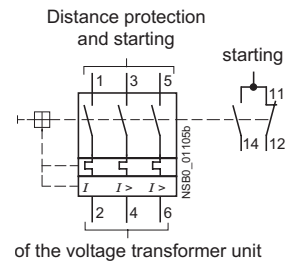 Distance protection
and starting
starting
1 3 5
11
14 12
NSB0_01105b
I I > I >
2 4 6
of the voltage transformer unit